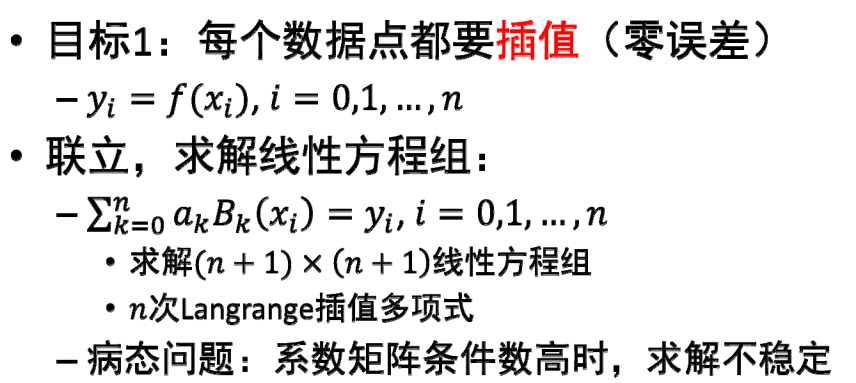 • 目标1：每个数据点都要插值（零误差）
– y_i = f(x_i), i = 0,1, … , n
• 联立，求解线性方程组：
– ∑_{k=0}^{n} a_k B_k(x_i) = y_i, i = 0,1, … , n
• 求解(n + 1) × (n + 1)线性方程组
• n次Langrange插值多项式
– 病态问题：系数矩阵条件数高时，求解不稳定